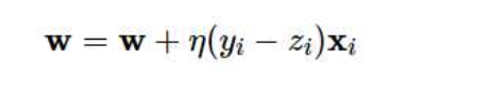 w = w + η(yᵢ − zᵢ)xᵢ